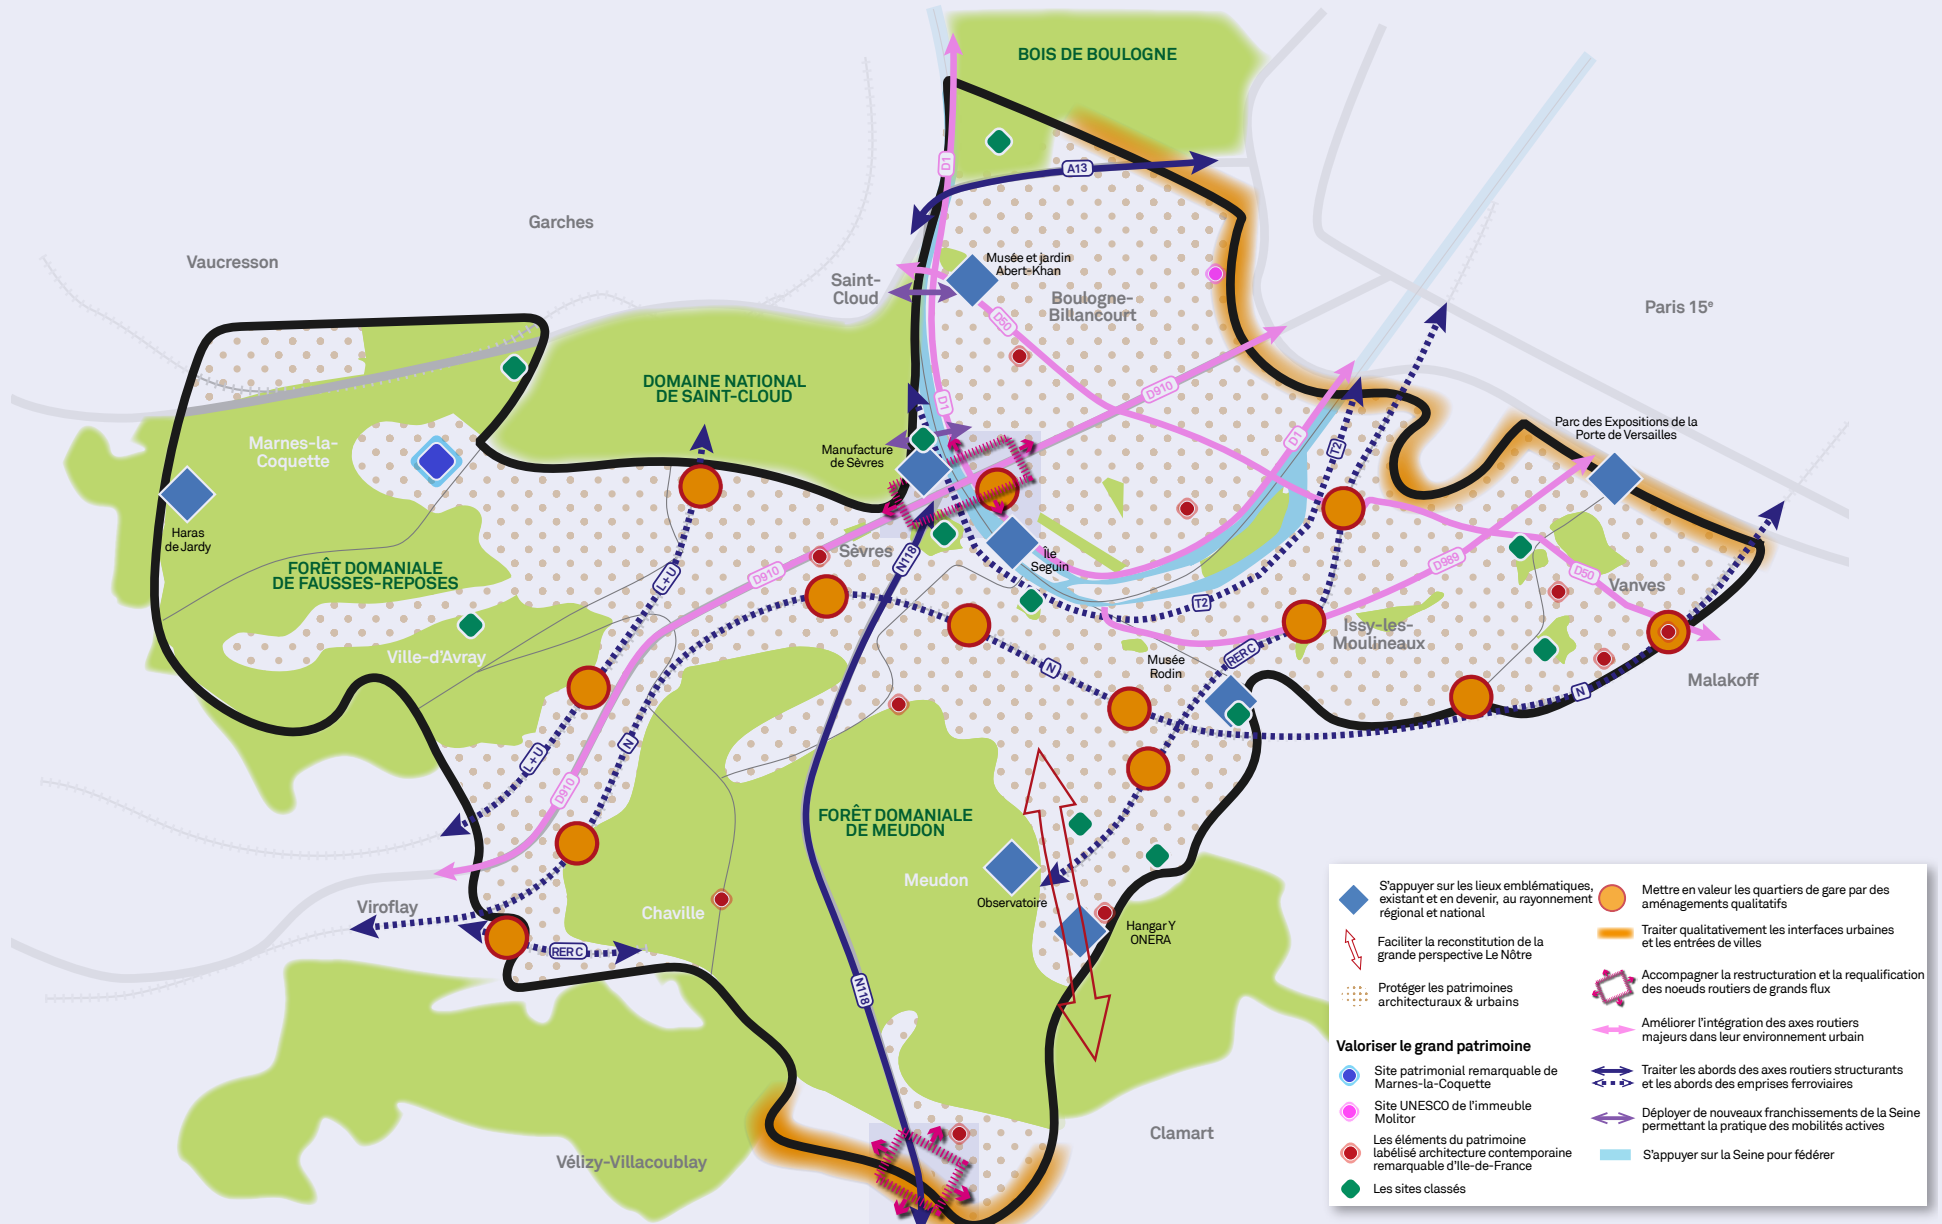 BOIS DE BOULOGNE
D1
A13
Garches
Vaucresson
Saint-
Cloud
Musée et jardin
Abert-Khan
Boulogne-
Billancourt
Paris 15e
D50
DOMAINE NATIONAL
DE SAINT-CLOUD
D910
D1
D1
T2
Parc des Expositions de la
Porte de Versailles
Marnes-la-
Coquette
Manufacture
de Sèvres
Haras
de Jardy
Sèvres
N118
Île
Seguin
D989
D50
Vanves
FORÊT DOMANIALE
DE FAUSSES-REPOSES
L+U
D910
T2
Issy-les-
Moulineaux
Ville-d'Avray
N
Musée
Rodin
RER C
Malakoff
N
N
L+U
D910
FORÊT DOMANIALE
DE MEUDON
Meudon
Observatoire
Viroflay
Chaville
Hangar Y
ONERA
RER C
N118
Clamart
Vélizy-Villacoublay
S'appuyer sur les lieux emblématiques,
existant et en devenir, au rayonnement
régional et national
Faciliter la reconstitution de la
grande perspective Le Nôtre
Protéger les patrimoines
architecturaux & urbains
Valoriser le grand patrimoine
Site patrimonial remarquable de
Marnes-la-Coquette
Site UNESCO de l'immeuble
Molitor
Les éléments du patrimoine
labélisé architecture contemporaine
remarquable d'Ile-de-France
Les sites classés
Mettre en valeur les quartiers de gare par des
aménagements qualitatifs
Traiter qualitativement les interfaces urbaines
et les entrées de villes
Accompagner la restructuration et la requalification
des noeuds routiers de grands flux
Améliorer l'intégration des axes routiers
majeurs dans leur environnement urbain
Traiter les abords des axes routiers structurants
et les abords des emprises ferroviaires
Déployer de nouveaux franchissements de la Seine
permettant la pratique des mobilités actives
S'appuyer sur la Seine pour fédérer